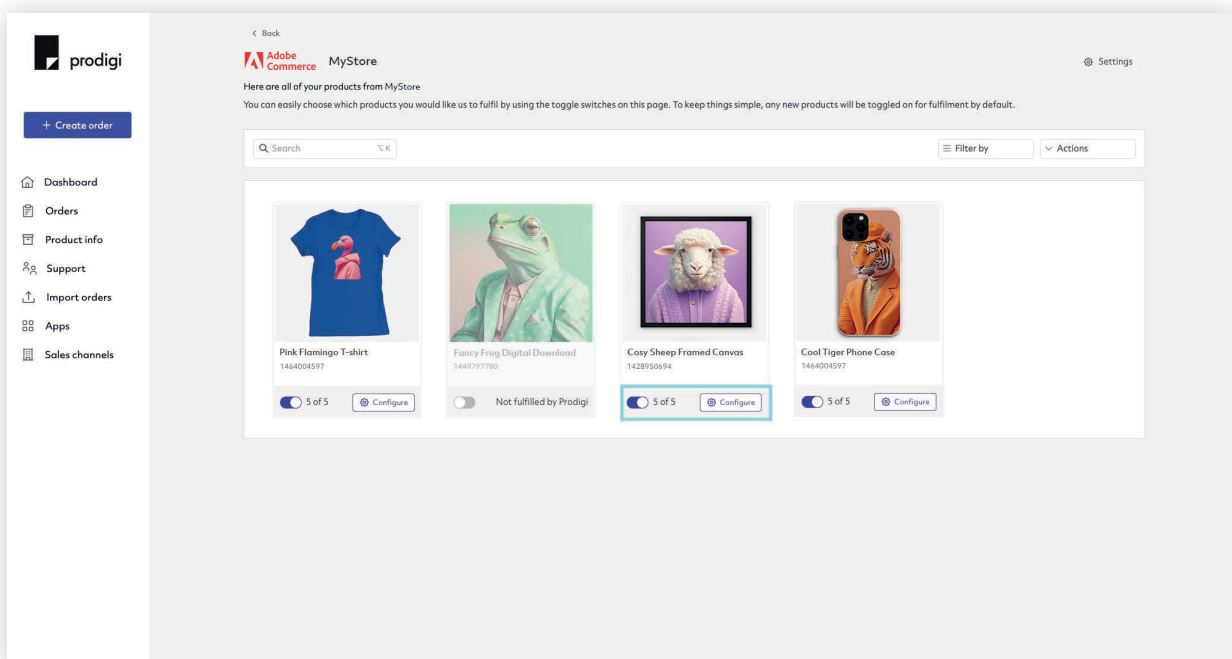 prodigi
+ Create order
Dashboard
Orders
Product info
Support
Import orders
Apps
Sales channels
< Back
Adobe
Commerce
MyStore
Settings
Here are all of your products from MyStore
You can easily choose which products you would like us to fulfil by using the toggle switches on this page. To keep things simple, any new products will be toggled on for fulfilment by default.
Search ⌥ K
Filter by
Actions
Pink Flamingo T-shirt
1464004597
5 of 5 Configure
Fancy Frog Digital Download
1449797780
Not fulfilled by Prodigi
Cosy Sheep Framed Canvas
1428950694
5 of 5 Configure
Cool Tiger Phone Case
1464004597
5 of 5 Configure